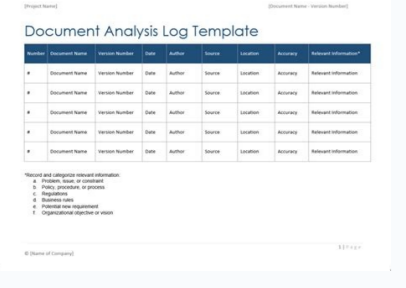 [Project Name] [Document Name - Version Number]
Document Analysis Log Template
Number Document Name Version Number Date Author Source Location Accuracy Relevant Information*
# Document Name Version Number Date Author Source Location Accuracy Relevant Information
# Document Name Version Number Date Author Source Location Accuracy Relevant Information
# Document Name Version Number Date Author Source Location Accuracy Relevant Information
# Document Name Version Number Date Author Source Location Accuracy Relevant Information
# Document Name Version Number Date Author Source Location Accuracy Relevant Information
*Record and categorize relevant information:
a. Problem, issue, or constraint
b. Policy, procedure, or process
c. Regulations
d. Business rules
e. Potential new requirement
f. Organizational objective or vision
1 | P a g e
© [Name of Company]